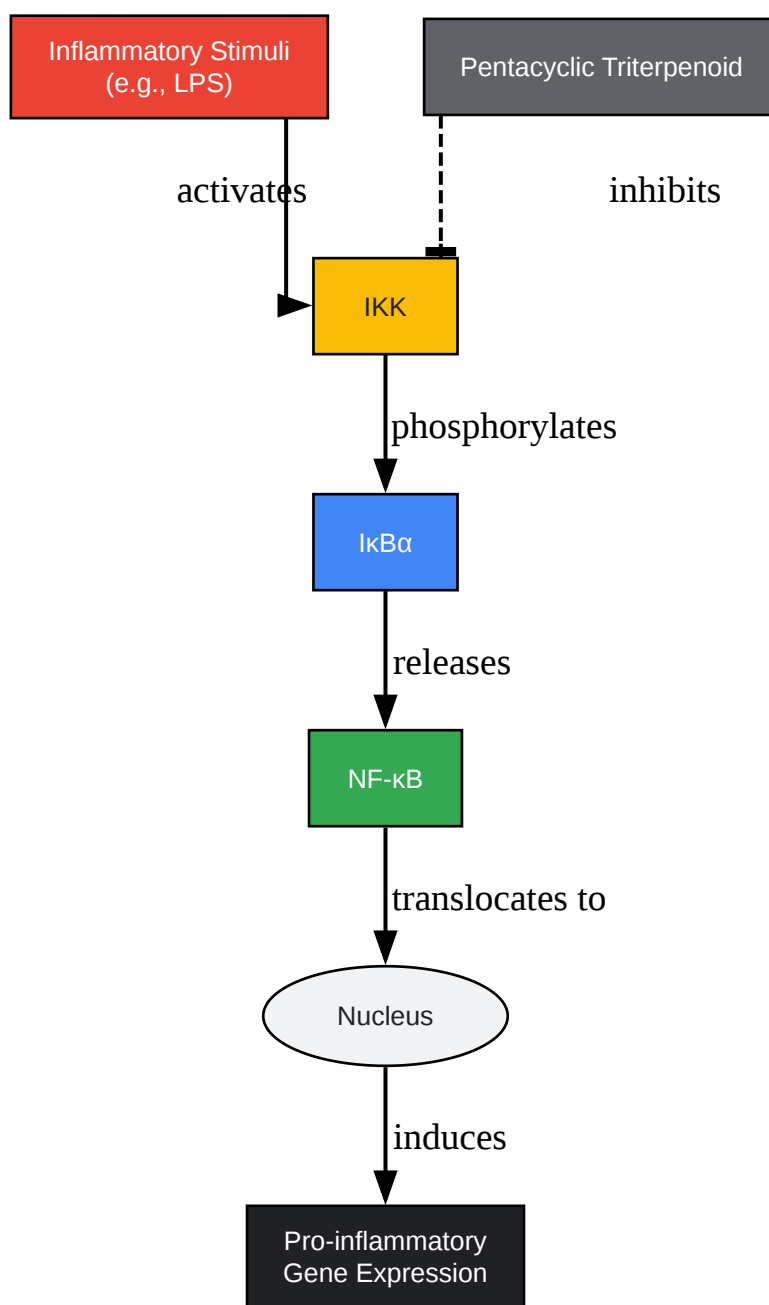 Inflammatory Stimuli
(e.g., LPS)
Pentacyclic Triterpenoid
activates
inhibits
IKK
phosphorylates
IκBα
releases
NF-κB
translocates to
Nucleus
induces
Pro-inflammatory
Gene Expression